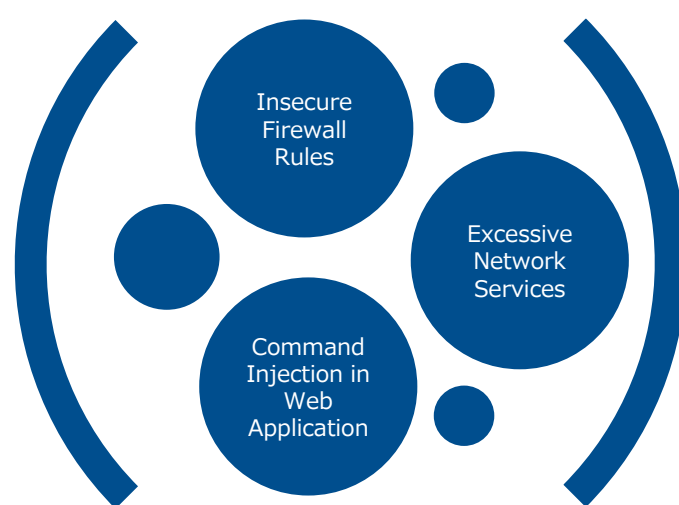 Insecure
Firewall
Rules
Excessive
Network
Services
Command
Injection in
Web
Application